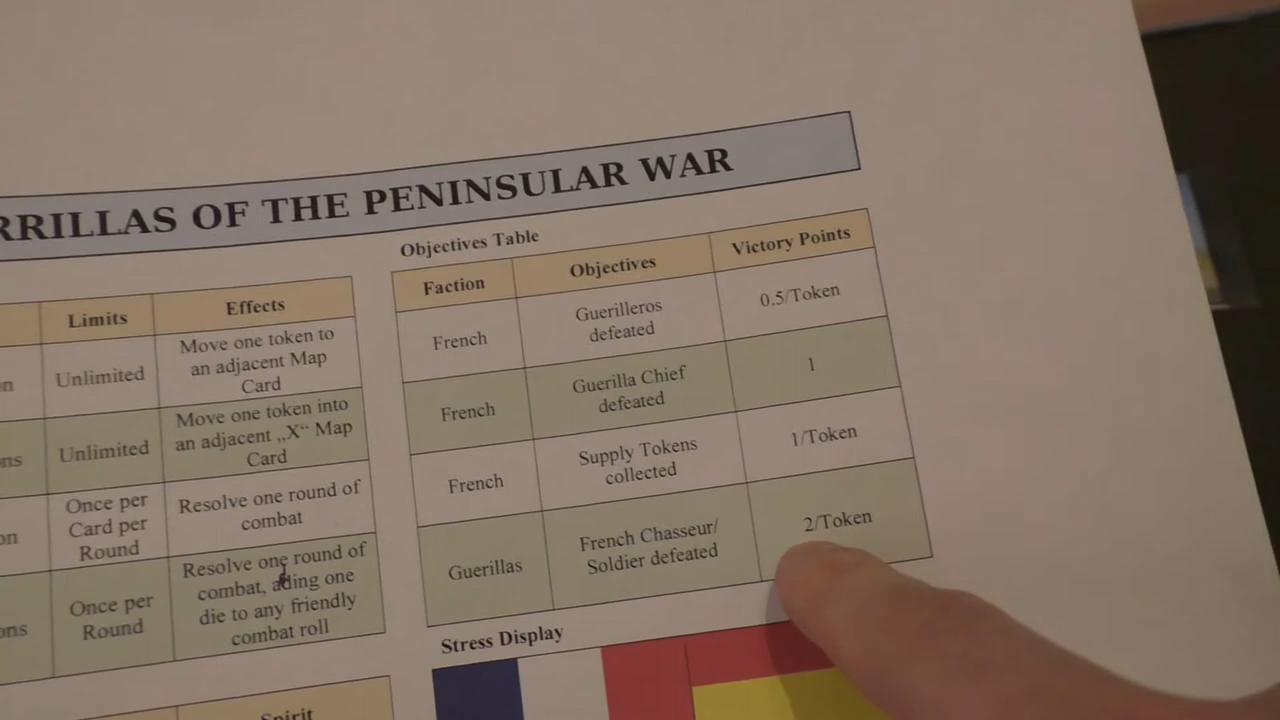 RRILLAS OF THE PENINSULAR WAR
Limits Effects
n Unlimited Move one token to
an adjacent Map
Card
ns Unlimited Move one token into
an adjacent „X“ Map
Card
on Once per
Card per
Round
Resolve one round of
combat
ons Once per
Round
Resolve one round of
combat, ading one
die to any friendly
combat roll
Spirit
Objectives Table
Faction Objectives Victory Points
French Guerilleros
defeated
0.5/Token
French Guerilla Chief
defeated
1
French Supply Tokens
collected
1/Token
Guerillas French Chasseur/
Soldier defeated
2/Token
Stress Display